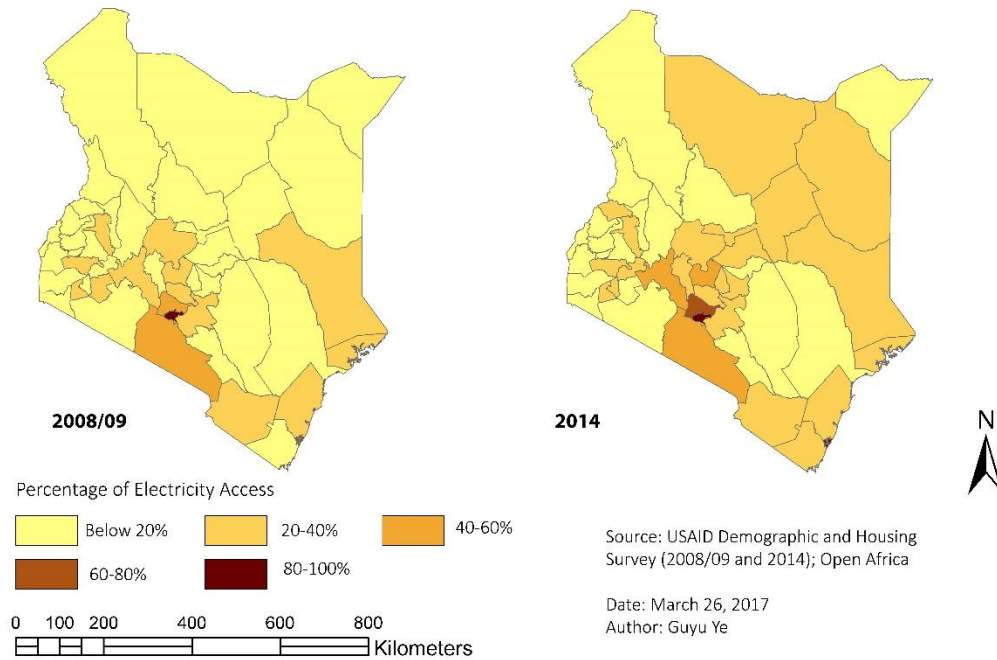 2008/09
2014
N
Percentage of Electricity Access
Below 20%
20-40%
40-60%
60-80%
80-100%
0 100 200 400 600 800
Kilometers
Source: USAID Demographic and Housing
Survey (2008/09 and 2014); Open Africa
Date: March 26, 2017
Author: Guyu Ye